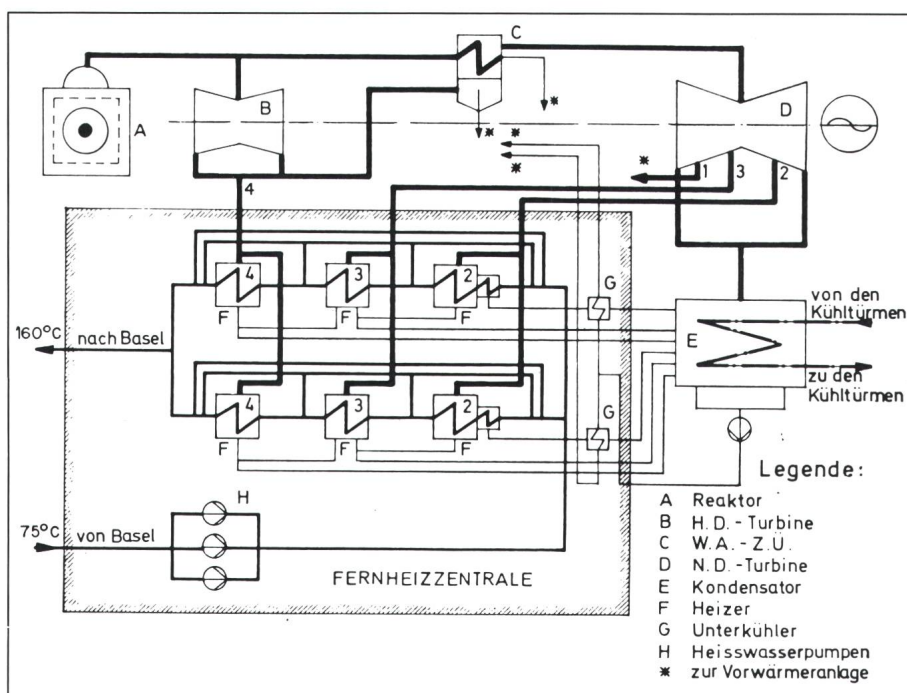 C
B
D
A
*
*
*
*
*
1
3
2
4
4
3
2
G
F
F
F
von den
Kühltürmen
E
160°C
nach Basel
zu den
Kühltürmen
4
3
2
G
F
F
F
H
75°C
von Basel
FERNHEIZZENTRALE
Legende:
A Reaktor
B H.D.-Turbine
C W.A.-Z.Ü.
D N.D.-Turbine
E Kondensator
F Heizer
G Unterkühler
H Heisswasserpumpen
* zur Vorwärmeranlage